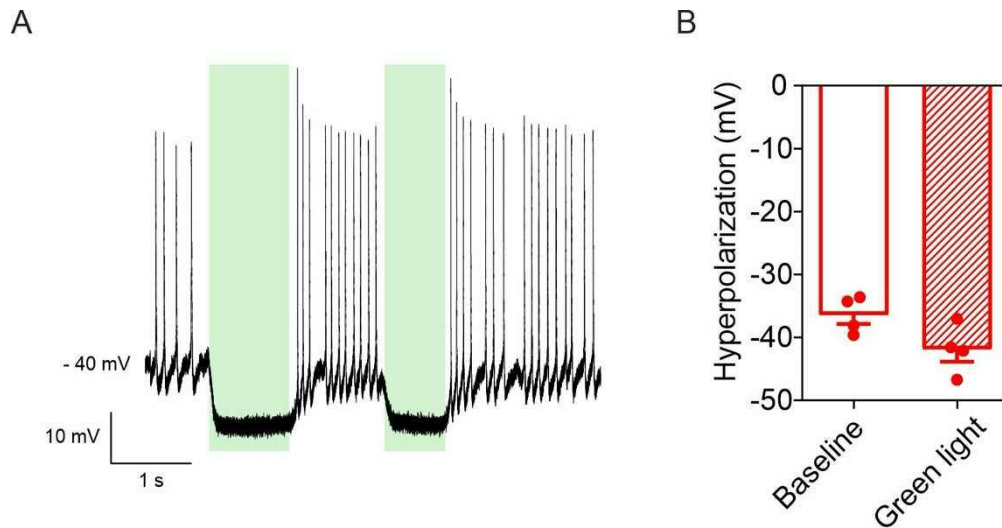 A
- 40 mV
10 mV
1 s
B
Hyperpolarization (mV)
0
-10
-20
-30
-40
-50
Baseline
Green light